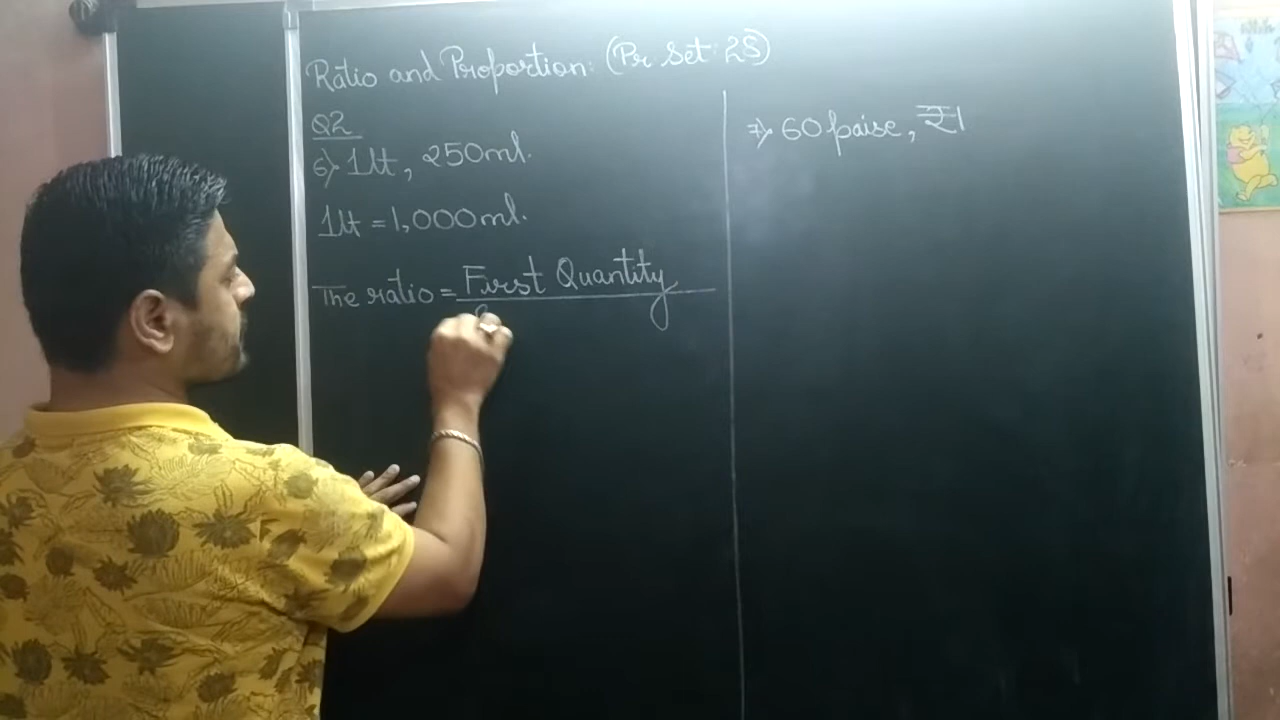 Ratio and Proportion: (Pr Set: 25)
Q2
6) 1lt, 250ml.
1lt = 1,000ml.
The ratio = First Quantity
7) 60 paise, ₹1